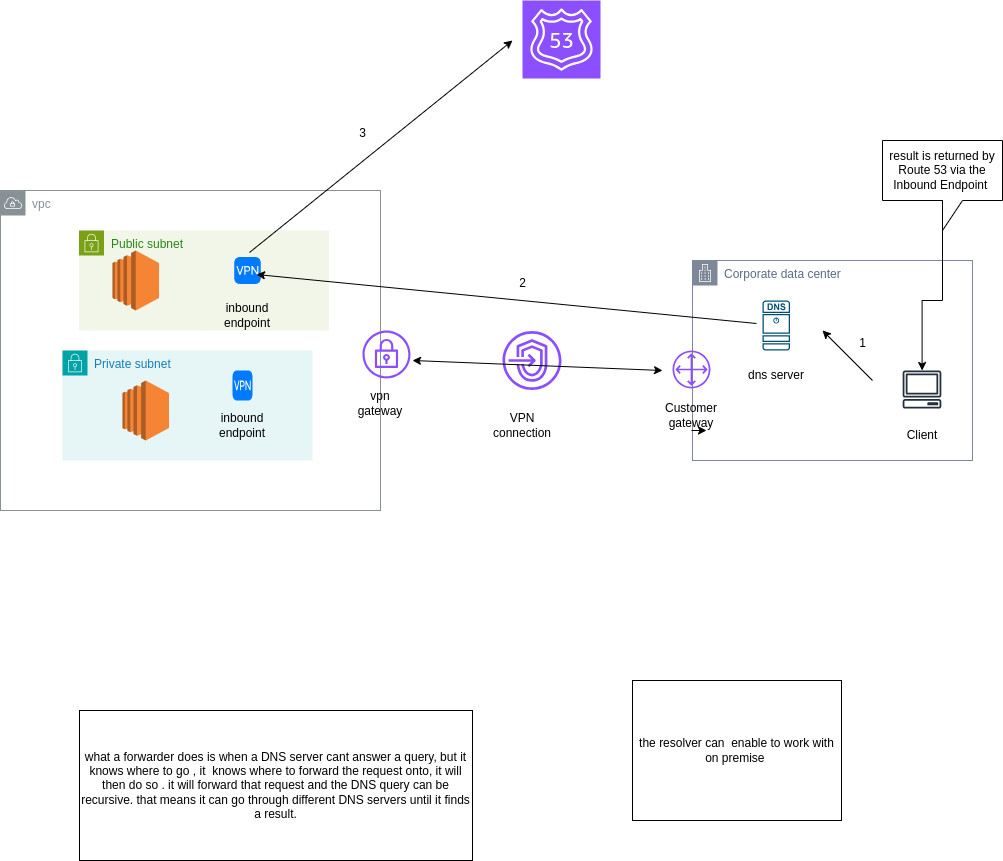 53
3
result is returned by
Route 53 via the
Inbound Endpoint
vpc
Public subnet
VPN
inbound
endpoint
2
Corporate data center
DNS
dns server
1
Private subnet
VPN
inbound
endpoint
vpn
gateway
VPN
connection
Customer
gateway
Client
what a forwarder does is when a DNS server cant answer a query, but it
knows where to go , it  knows where to forward the request onto, it will
then do so . it will forward that request and the DNS query can be
recursive. that means it can go through different DNS servers until it finds
a result.
the resolver can  enable to work with
on premise